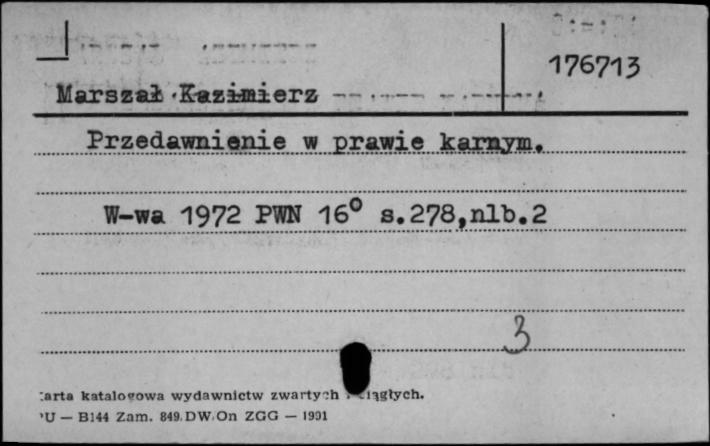 176713
Marszał Kazimierz
Przedawnienie w prawie karnym.
W-wa 1972 PWN 16° s.278,nlb.2
3
arta katalogowa wydawnictw zwartych ciągłych.
U — B144 Zam. 849. DW. On ZGG — 1991